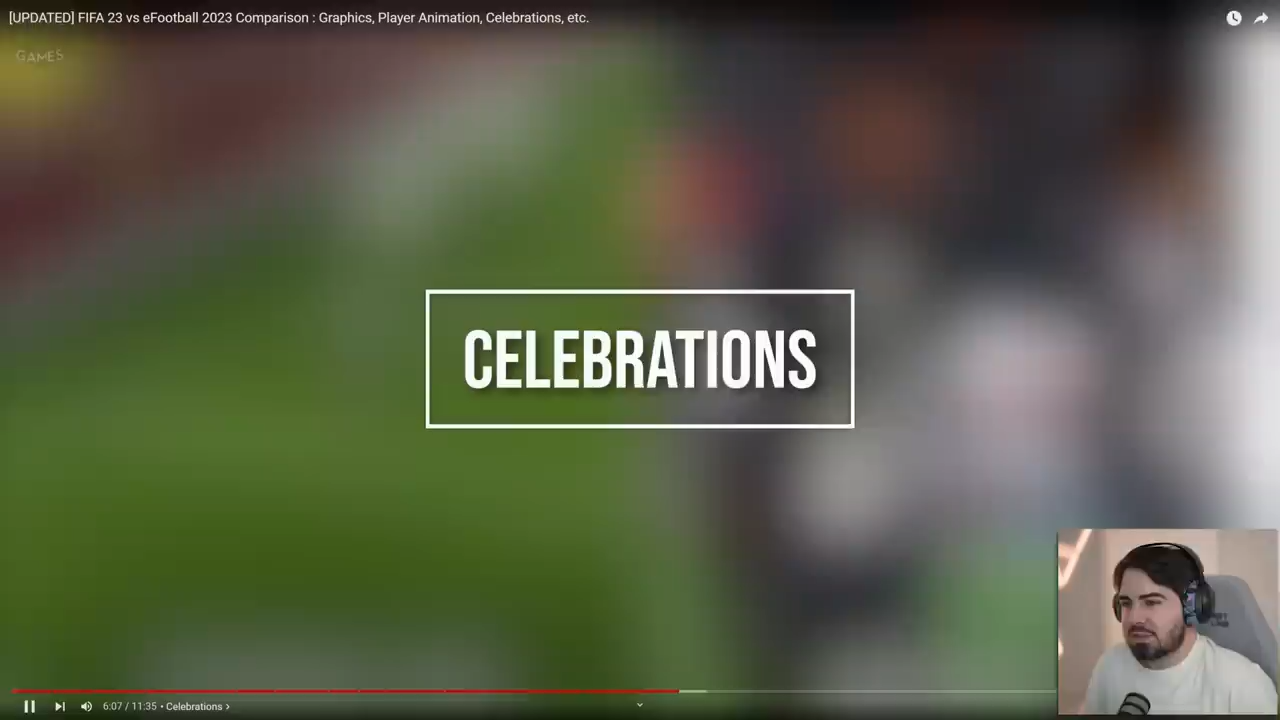 [UPDATED] FIFA 23 vs eFootball 2023 Comparison : Graphics, Player Animation, Celebrations, etc.
GAMES
CELEBRATIONS
6:07 / 11:35 • Celebrations ›